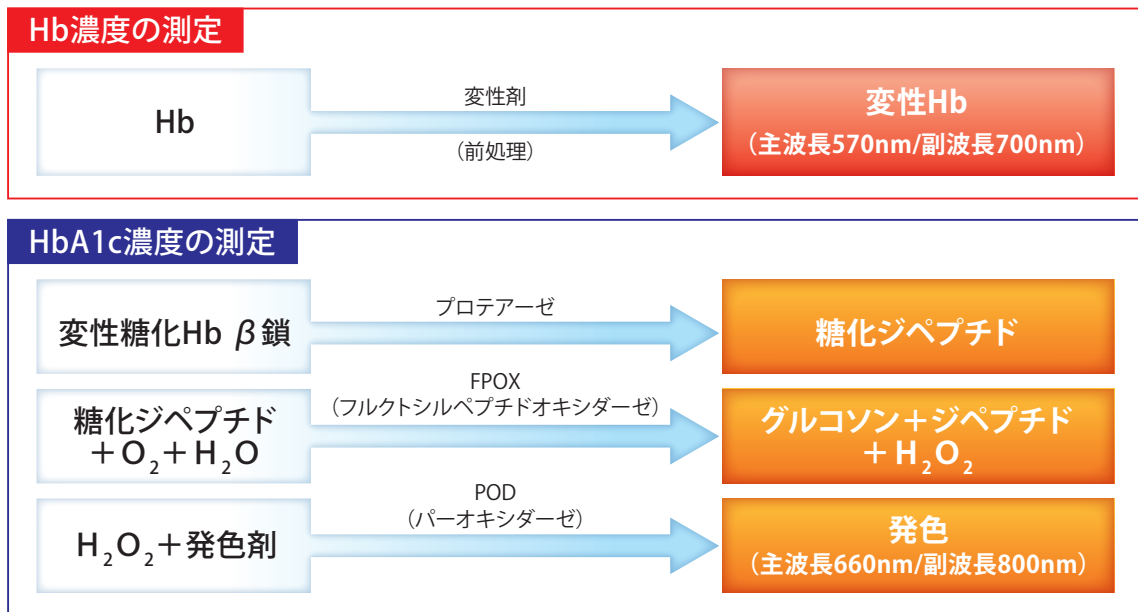 Hb濃度の測定
Hb
変性剤
(前処理)
変性Hb
（主波長570nm/副波長700nm）
HbA1c濃度の測定
変性糖化Hb β鎖
プロテアーゼ
糖化ジペプチド
糖化ジペプチド
＋O₂＋H₂O
FPOX
(フルクトシルペプチドオキシダーゼ)
グルコソン＋ジペプチド
＋H₂O₂
H₂O₂＋発色剤
POD
(パーオキシダーゼ)
発色
（主波長660nm/副波長800nm）